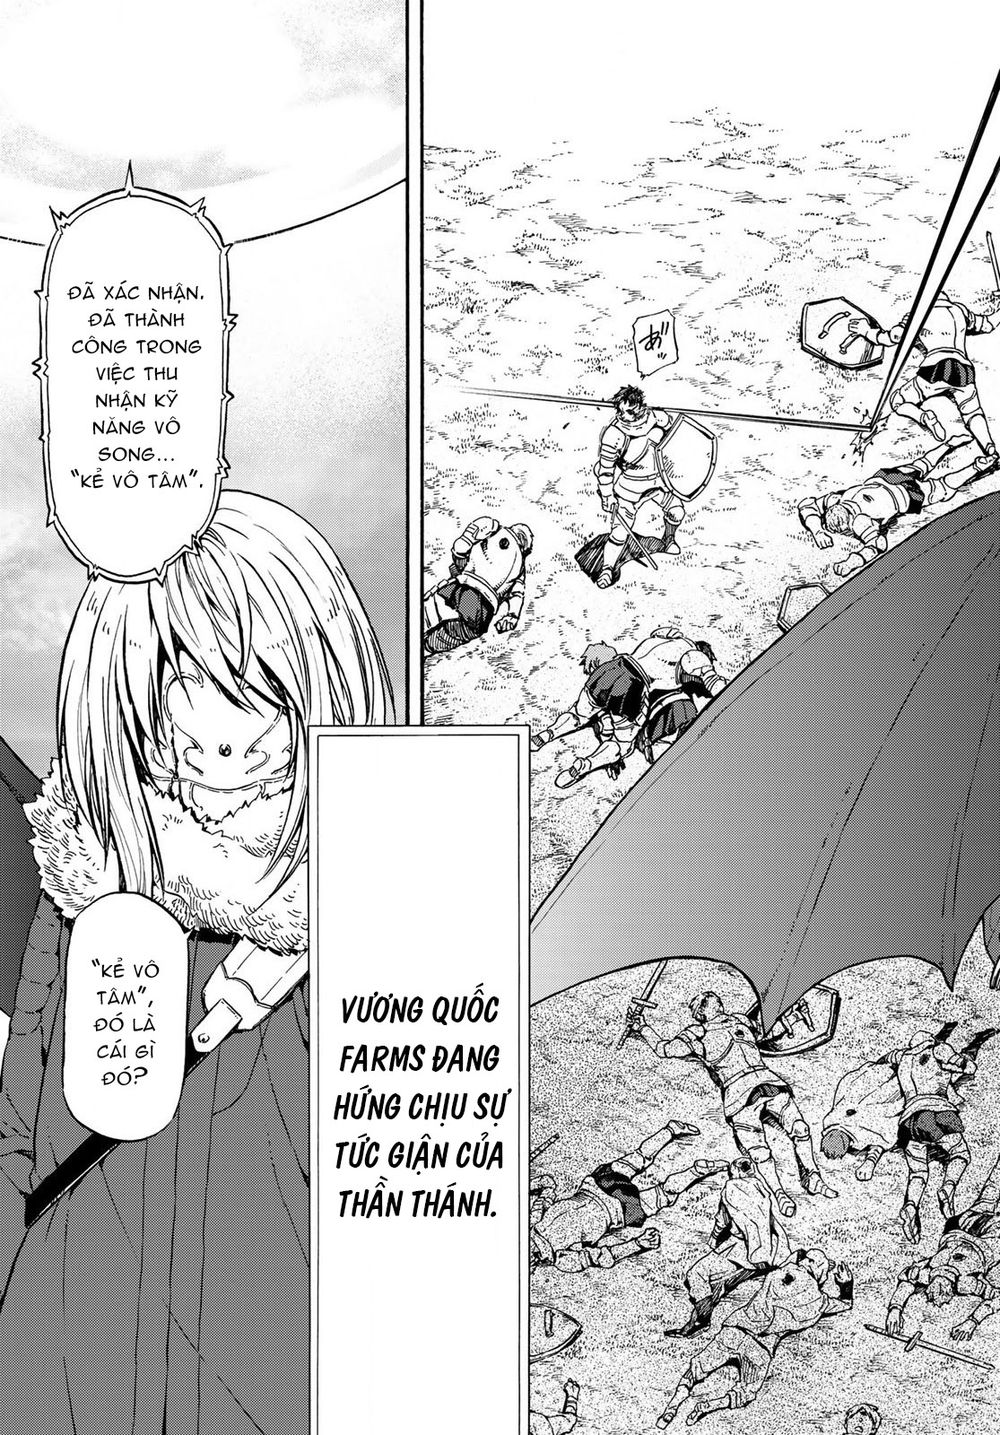 あ゛
VƯƠNG QUỐC
FARMS ĐANG
HỨNG CHỊU SỰ
TỨC GIẬN CỦA
THẦN THÁNH.
ĐÃ XÁC NHẬN.
ĐÃ THÀNH
CÔNG TRONG
VIỆC THU
NHẬN KỸ
NĂNG VÔ
SONG...
"KẺ VÔ TÂM".
"KẺ VÔ
TÂM",
ĐÓ LÀ
CÁI GÌ
ĐÓ?